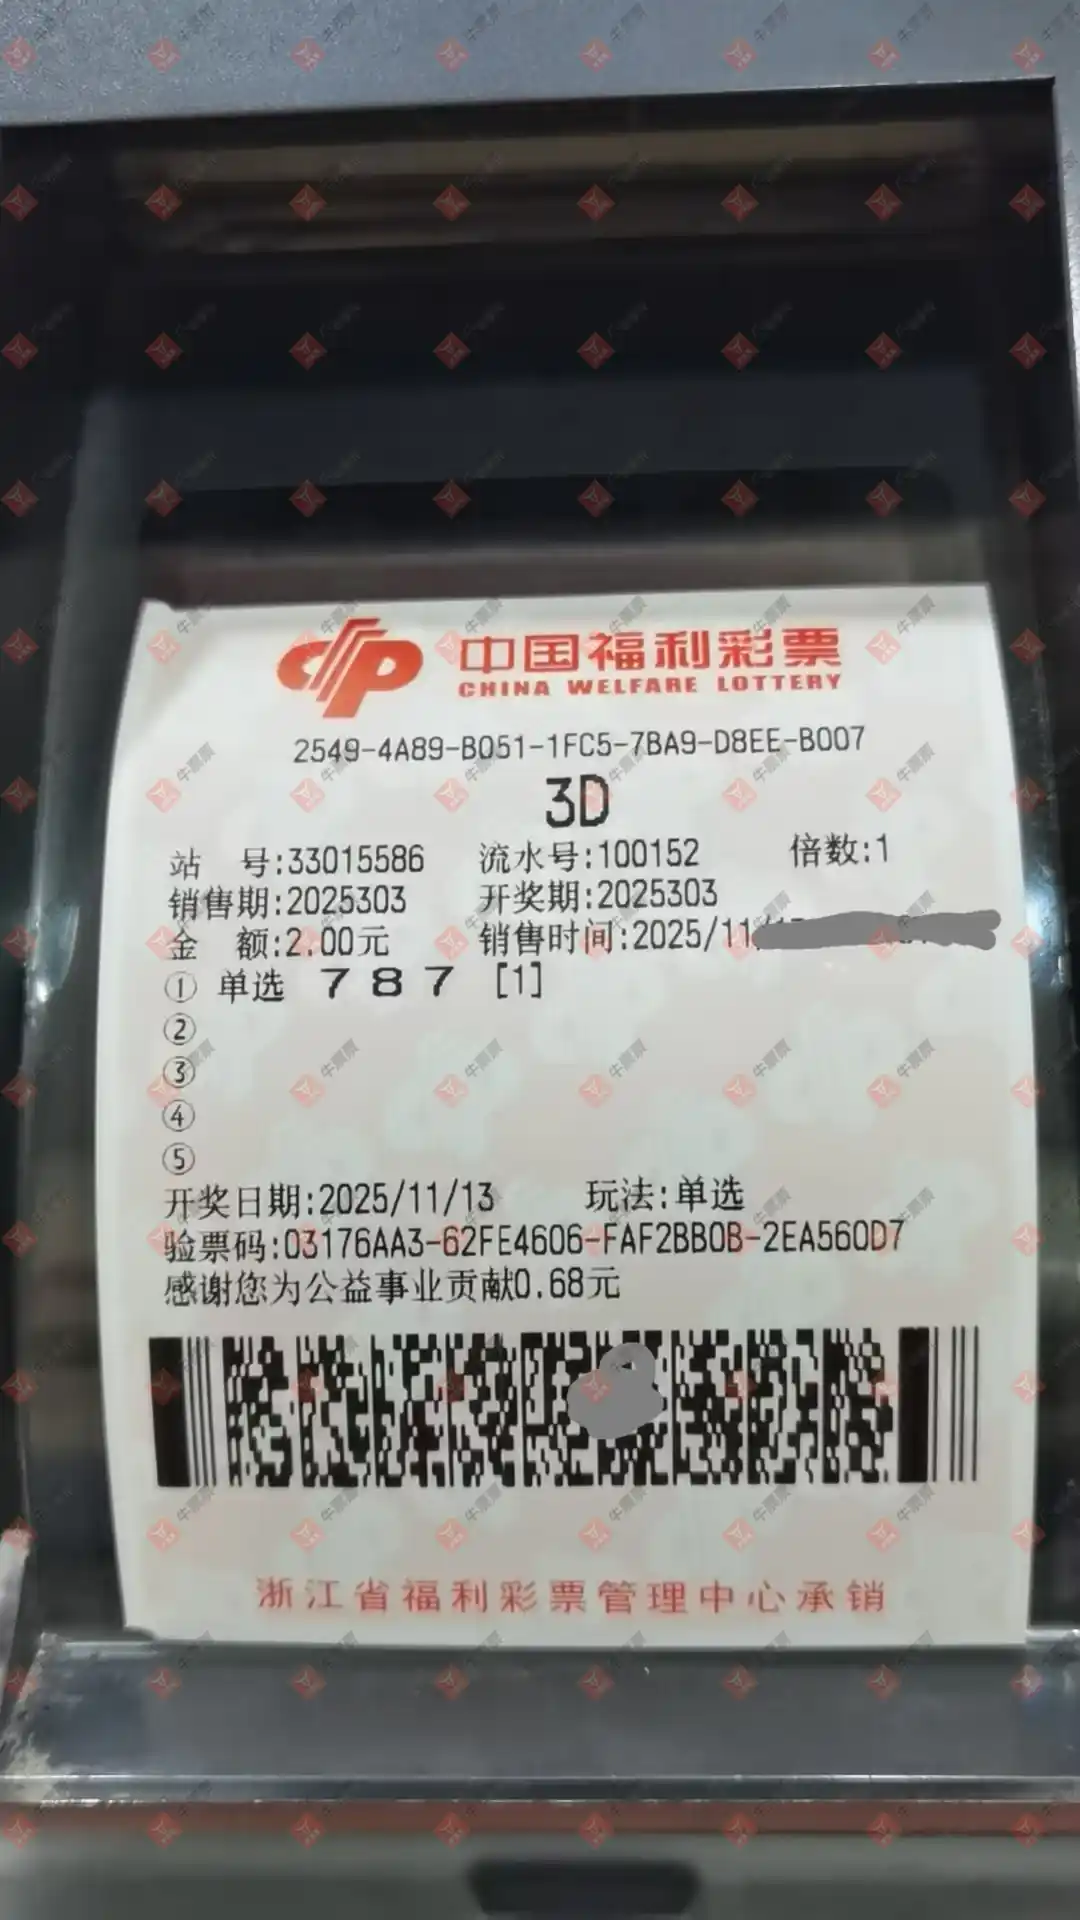 中国福利彩票
CHINA WELFARE LOTTERY
2549-4A89-B051-1FC5-7BA9-D8EE-B007
3D
站 号:33015586 流水号:100152 倍数:1
销售期:2025303 开奖期:2025303
金 额:2.00元 销售时间:2025/11/
① 单选 7 8 7 [1]
②
③
④
⑤
开奖日期:2025/11/13 玩法:单选
验票码:03176AA3-62FE4606-FAF2BB0B-2EA560D7
感谢您为公益事业贡献0.68元
浙江省福利彩票管理中心承销
牛票票